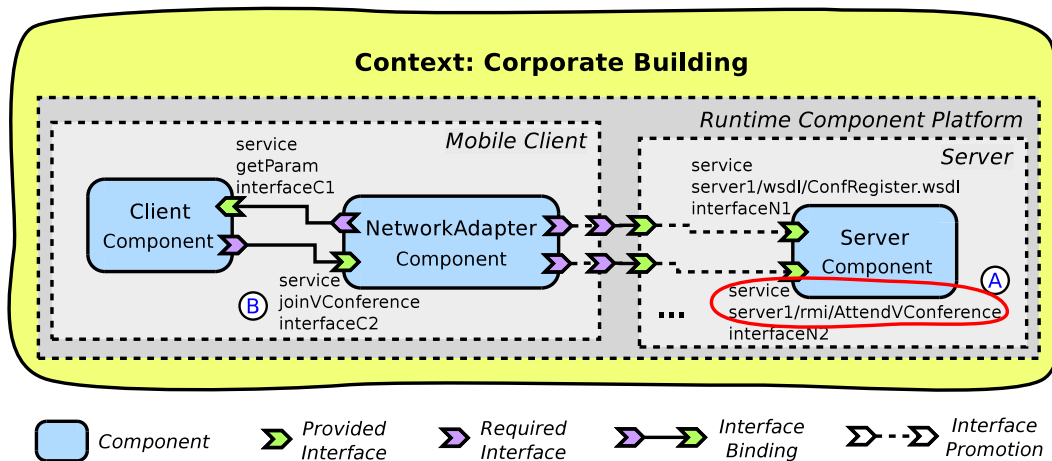 Context: Corporate Building
Runtime Component Platform
Mobile Client
Server
service
getParam
interfaceC1
service
server1/wsdl/ConfRegister.wsdl
interfaceN1
Client
Component
NetworkAdapter
Component
Server
Component
service
joinVConference
interfaceC2
B
A
service
server1/rmi/AttendVConference
interfaceN2
...
Component
Provided
Interface
Required
Interface
Interface
Binding
Interface
Promotion